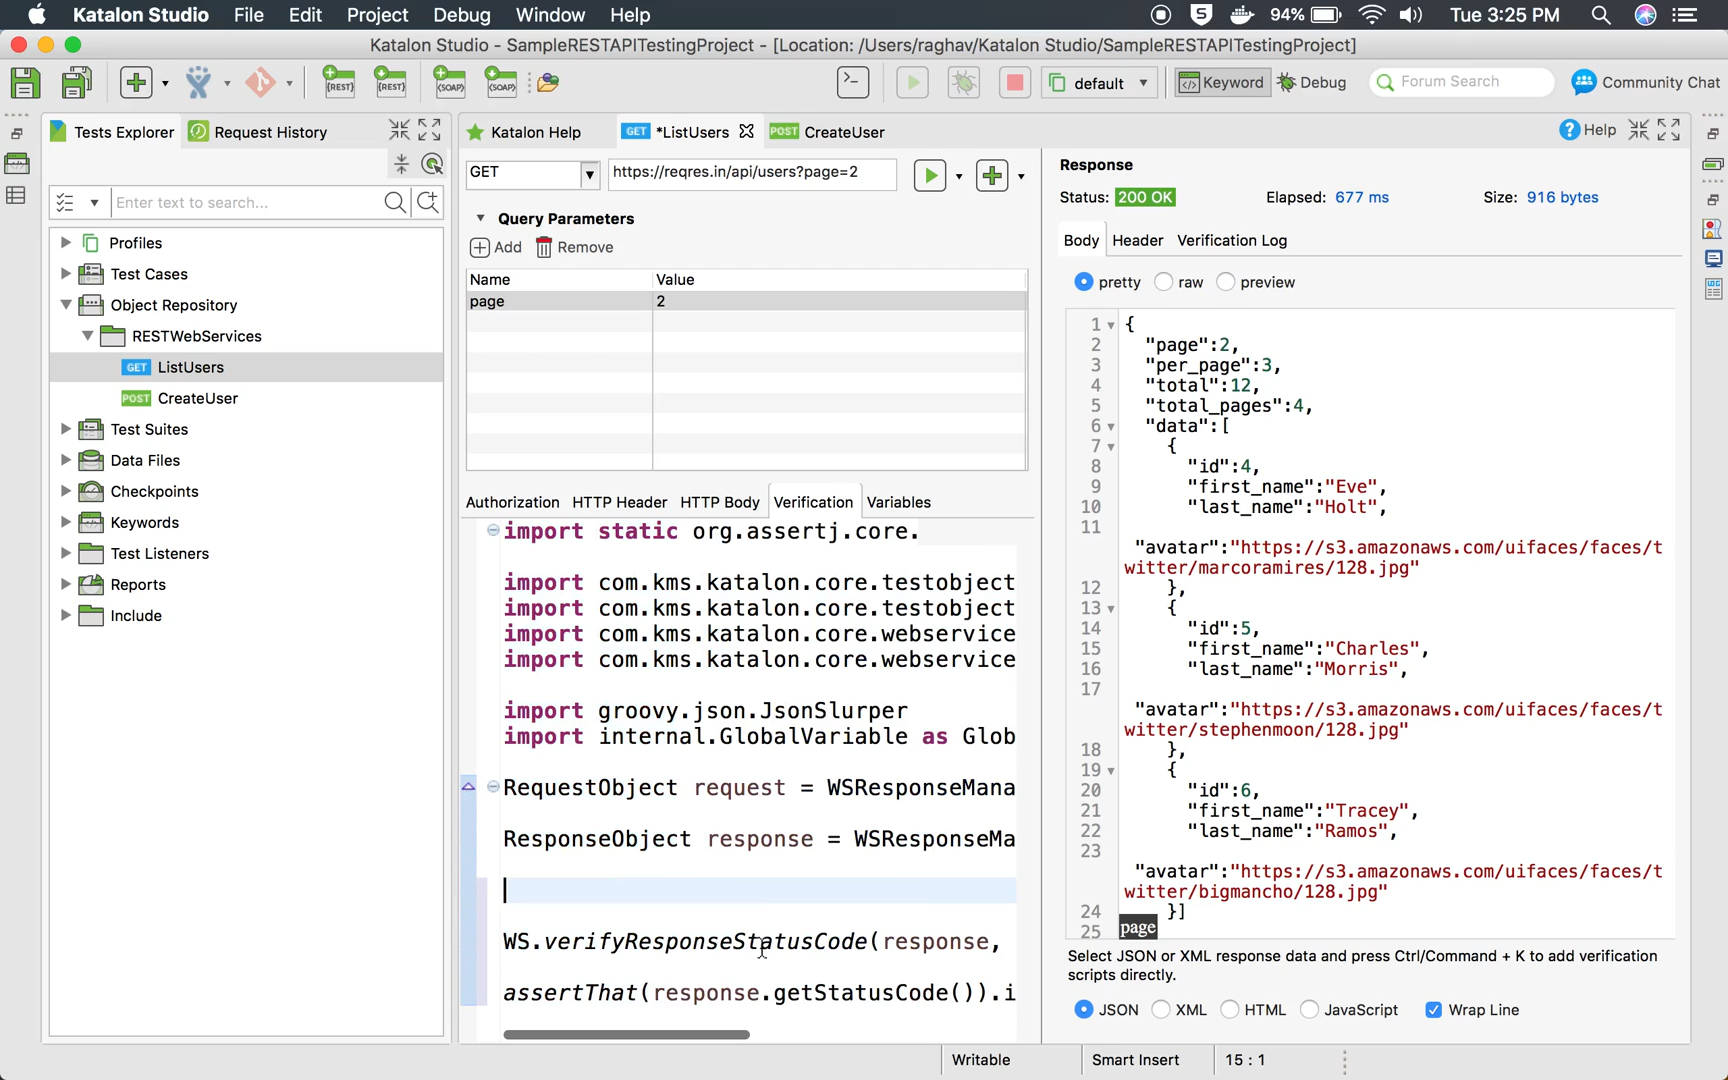 Katalon Studio File Edit Project Debug Window Help 94% Tue 3:25 PM
Katalon Studio - SampleRESTAPITestingProject - [Location: /Users/raghav/Katalon Studio/SampleRESTAPITestingProject]
{REST} {REST} {SOAP} {SOAP} default Keyword Debug Forum Search Community Chat
Tests Explorer Request History
Enter text to search...
Profiles
Test Cases
Object Repository
RESTWebServices
GET ListUsers
POST CreateUser
Test Suites
Data Files
Checkpoints
Keywords
Test Listeners
Reports
Include
Katalon Help GET *ListUsers POST CreateUser
Help
GET https://reqres.in/api/users?page=2
Query Parameters
Add Remove
Name Value
page 2
Authorization HTTP Header HTTP Body Verification Variables
import static org.assertj.core.
import com.kms.katalon.core.testobject
import com.kms.katalon.core.testobject
import com.kms.katalon.core.webservice
import com.kms.katalon.core.webservice
import groovy.json.JsonSlurper
import internal.GlobalVariable as Glob
RequestObject request = WSResponseMana
ResponseObject response = WSResponseMa
WS.verifyResponseStatusCode(response,
assertThat(response.getStatusCode()).i
Response
Status: 200 OK Elapsed: 677 ms Size: 916 bytes
Body Header Verification Log
pretty raw preview
1 {
2 "page":2,
3 "per_page":3,
4 "total":12,
5 "total_pages":4,
6 "data":[
7 {
8 "id":4,
9 "first_name":"Eve",
10 "last_name":"Holt",
11
"avatar":"https://s3.amazonaws.com/uifaces/faces/t
witter/marcoramires/128.jpg"
12 },
13 {
14 "id":5,
15 "first_name":"Charles",
16 "last_name":"Morris",
17
"avatar":"https://s3.amazonaws.com/uifaces/faces/t
witter/stephenmoon/128.jpg"
18 },
19 {
20 "id":6,
21 "first_name":"Tracey",
22 "last_name":"Ramos",
23
"avatar":"https://s3.amazonaws.com/uifaces/faces/t
witter/bigmancho/128.jpg"
24 }]
25 page
Select JSON or XML response data and press Ctrl/Command + K to add verification
scripts directly.
JSON XML HTML JavaScript Wrap Line
Writable Smart Insert 15 : 1